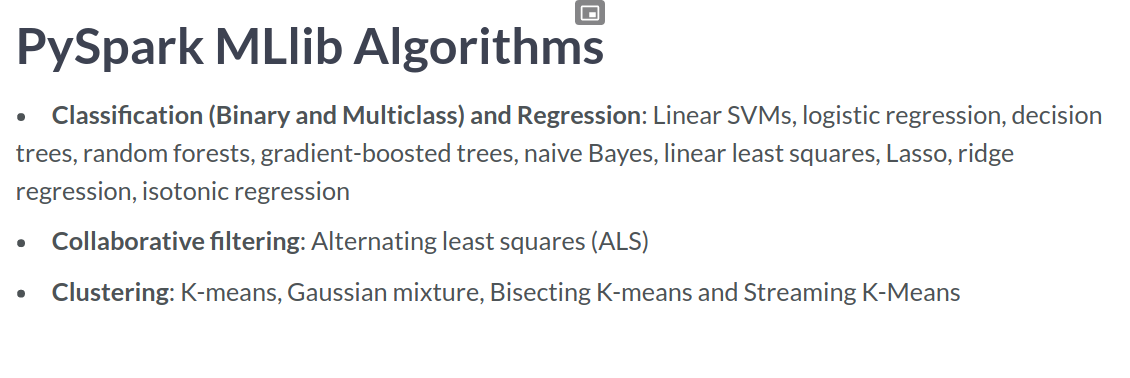 PySpark MLlib Algorithms
• Classification (Binary and Multiclass) and Regression: Linear SVMs, logistic regression, decision
trees, random forests, gradient-boosted trees, naive Bayes, linear least squares, Lasso, ridge
regression, isotonic regression
• Collaborative filtering: Alternating least squares (ALS)
• Clustering: K-means, Gaussian mixture, Bisecting K-means and Streaming K-Means